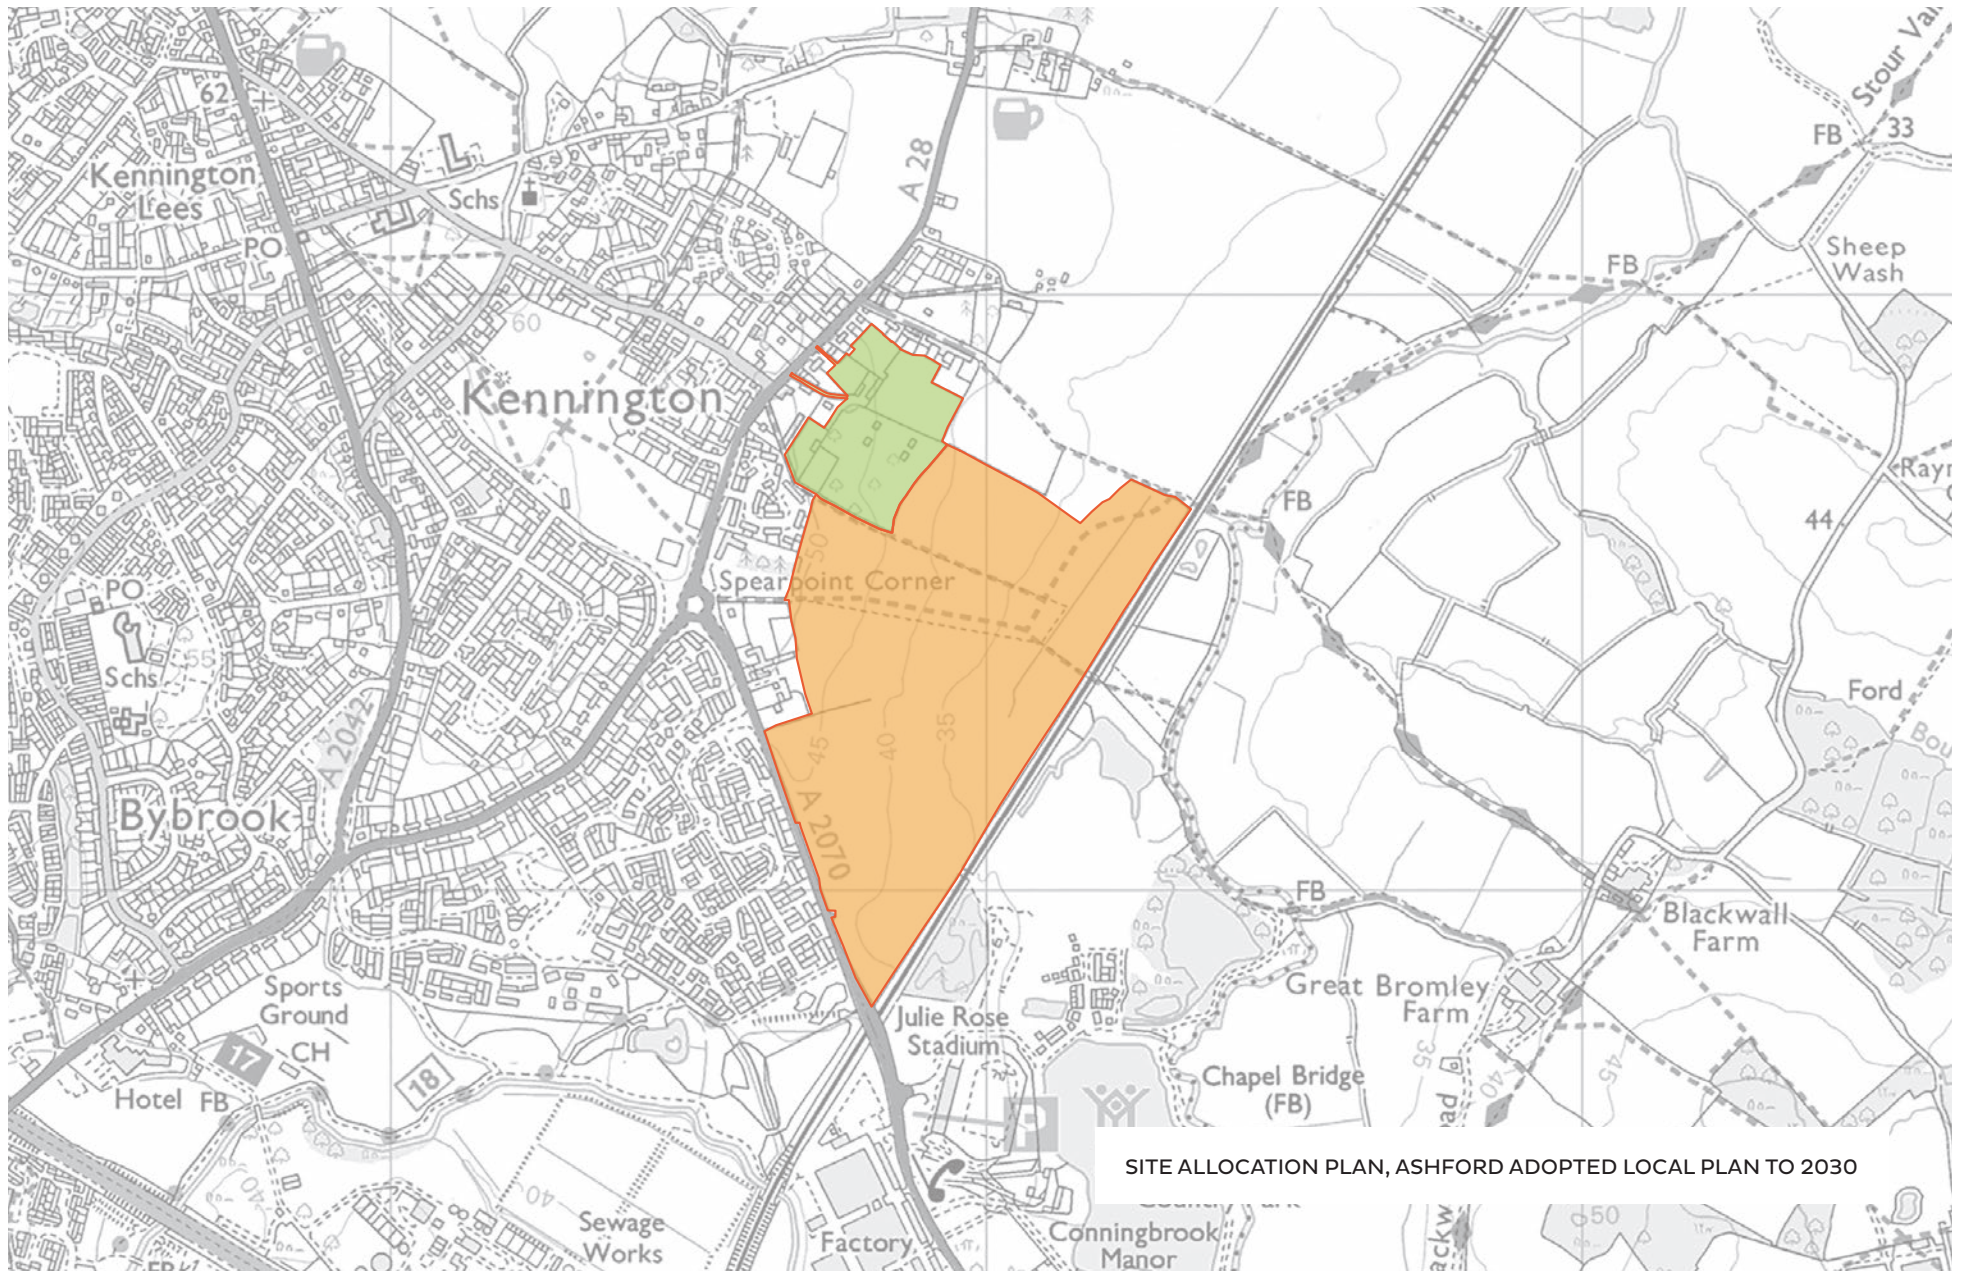 Stour Val
FB
33
62
A 28
Kennington
Lees
Schs
PO
Sheep
Wash
FB
60
Kennington
FB
44
50
Spearpoint Corner
PO
55
Schs
Ford
A 2042
45
40
35
A 2070
Bybrook
FB
Blackwall
Farm
Great Bromley
Farm
Sports
Ground
CH
17
18
Hotel
FB
Julie Rose
Stadium
35
40
45
Chapel Bridge
(FB)
P
SITE ALLOCATION PLAN, ASHFORD ADOPTED LOCAL PLAN TO 2030
40
40
Sewage
Works
Factory
Conningbrook
Manor
50